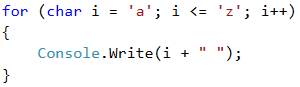 for (char i = 'a'; i <= 'z'; i++)
{
    Console.Write(i + " ");
}